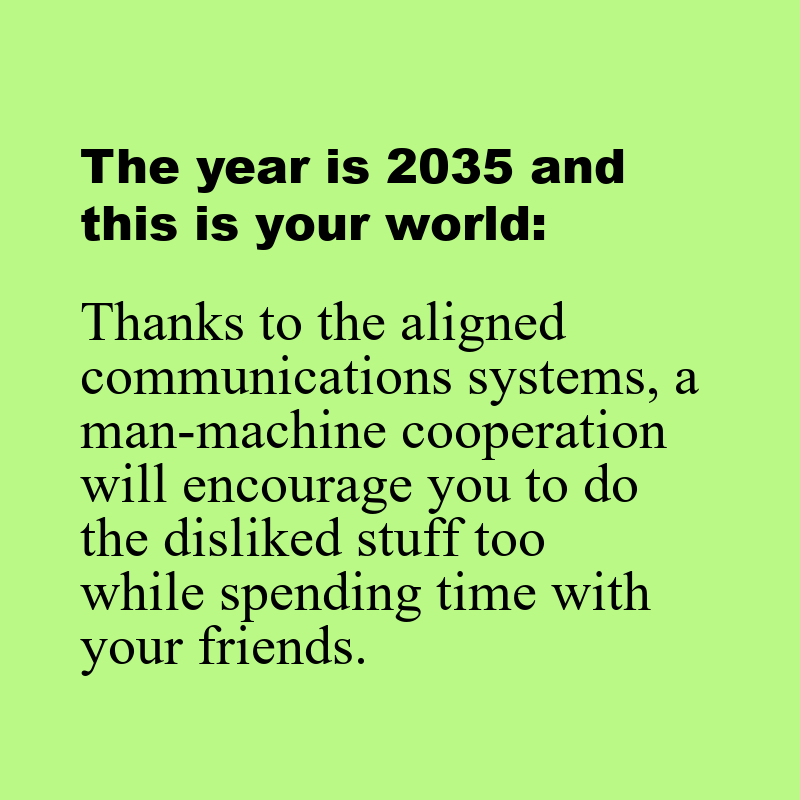 The year is 2035 and
this is your world:
Thanks to the aligned
communications systems, a
man-machine cooperation
will encourage you to do
the disliked stuff too
while spending time with
your friends.